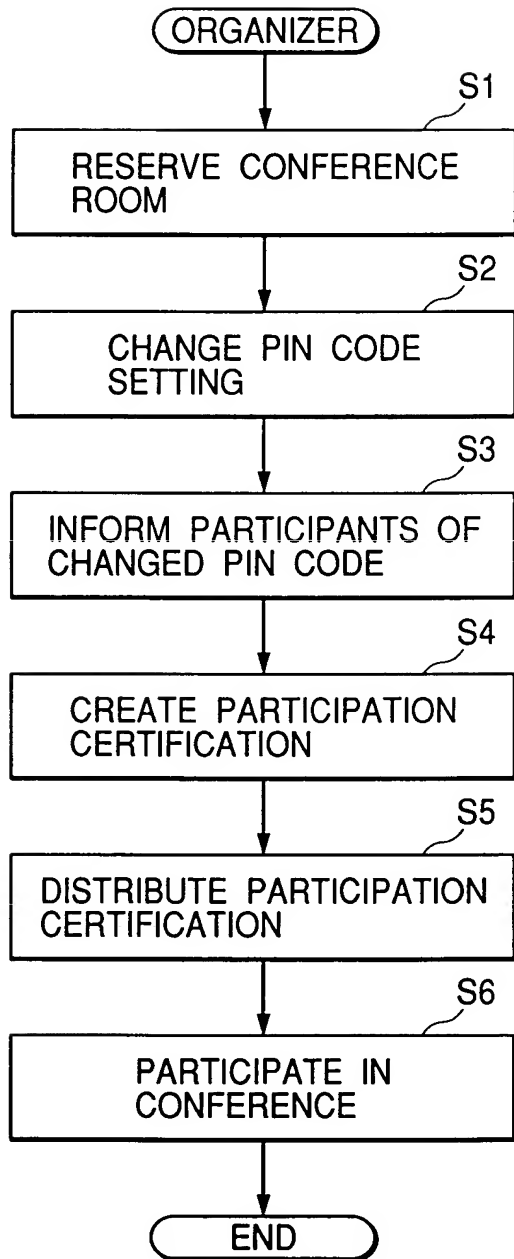 ORGANIZER
S1
RESERVE CONFERENCE
ROOM
S2
CHANGE PIN CODE
SETTING
S3
INFORM PARTICIPANTS OF
CHANGED PIN CODE
S4
CREATE PARTICIPATION
CERTIFICATION
S5
DISTRIBUTE PARTICIPATION
CERTIFICATION
S6
PARTICIPATE IN
CONFERENCE
END